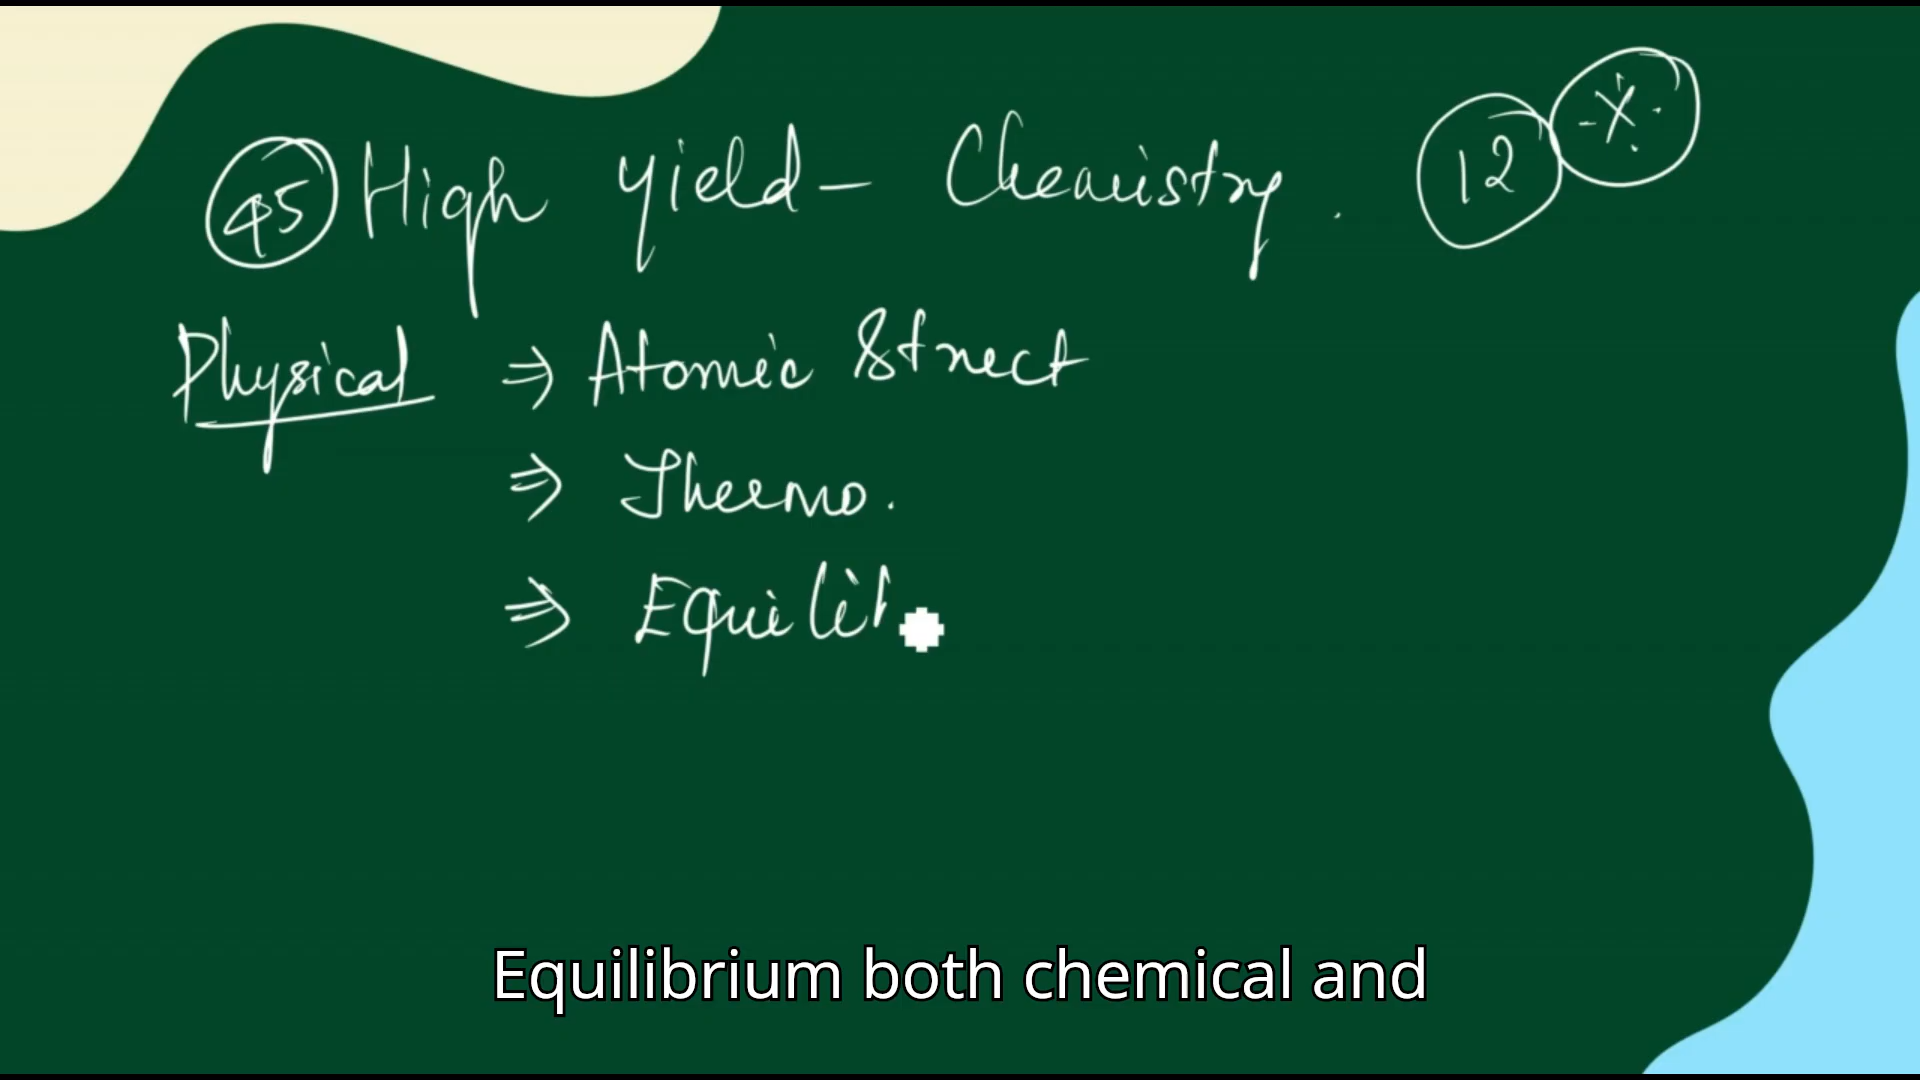 45 High yield - Chemistry. 12
Physical ⇒ Atomic Struct
⇒ Thermo.
⇒ Equilib
Equilibrium both chemical and